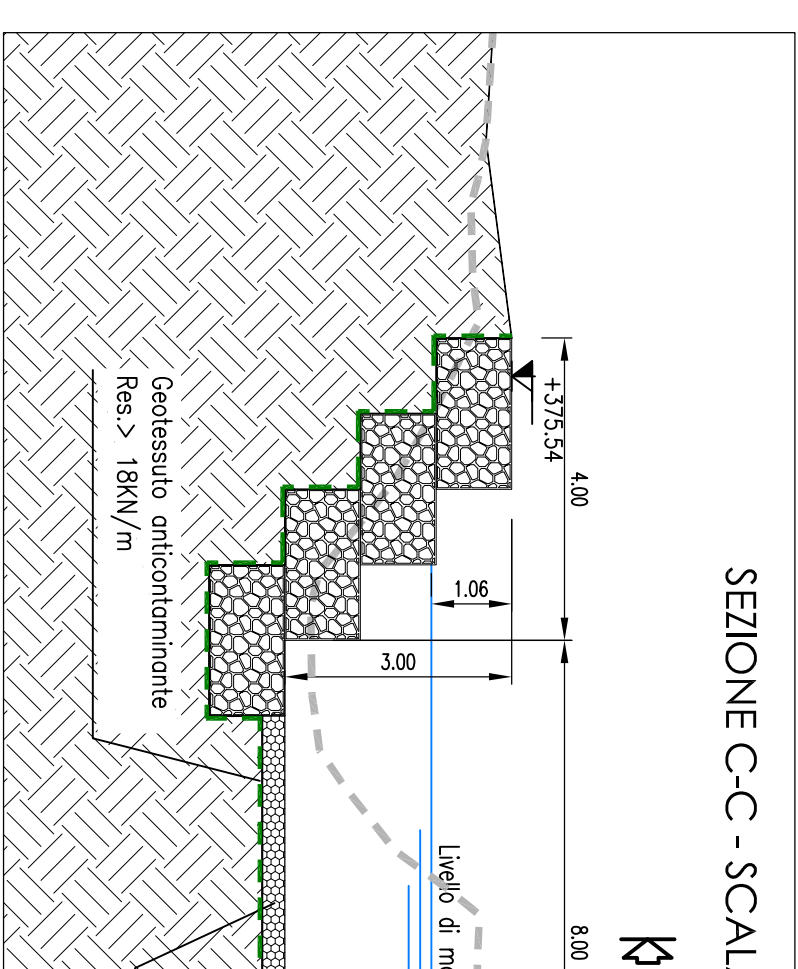 SEZIONE C-C - SCAL
8.00
4.00
+375.54
1.06
3.00
Livello di
Geotessuto anticontaminante
Res.> 18KN/m